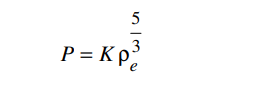 P = K ρ_e^{5/3}